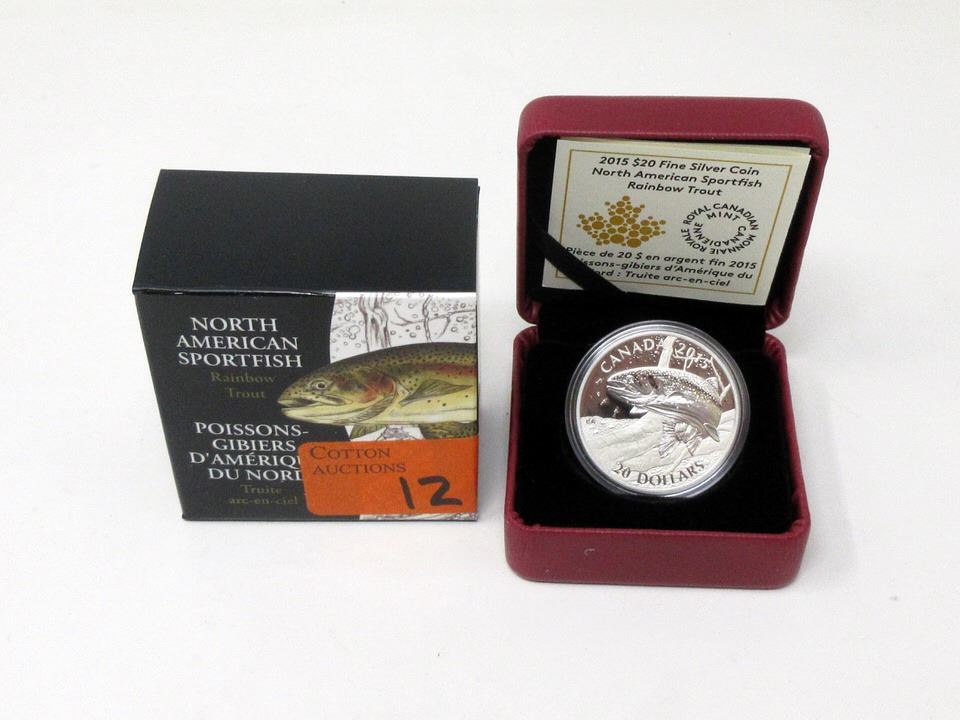 NORTH
AMERICAN
SPORTFISH
Rainbow
Trout
POISSONS-
GIBIERS
D'AMÉRIQU
DU NORD
Truite
arc-en-ciel
COTTON
AUCTIONS
12
2015 $20 Fine Silver Coin
North American Sportfish
Rainbow Trout
ROYAL CANADIAN MINT
MONNAIE ROYALE CANADIENNE
Pièce de 20 $ en argent fin 2015
issons-gibiers d'Amérique du
ord : Truite arc-en-ciel
CANADA 2015
20 DOLLARS